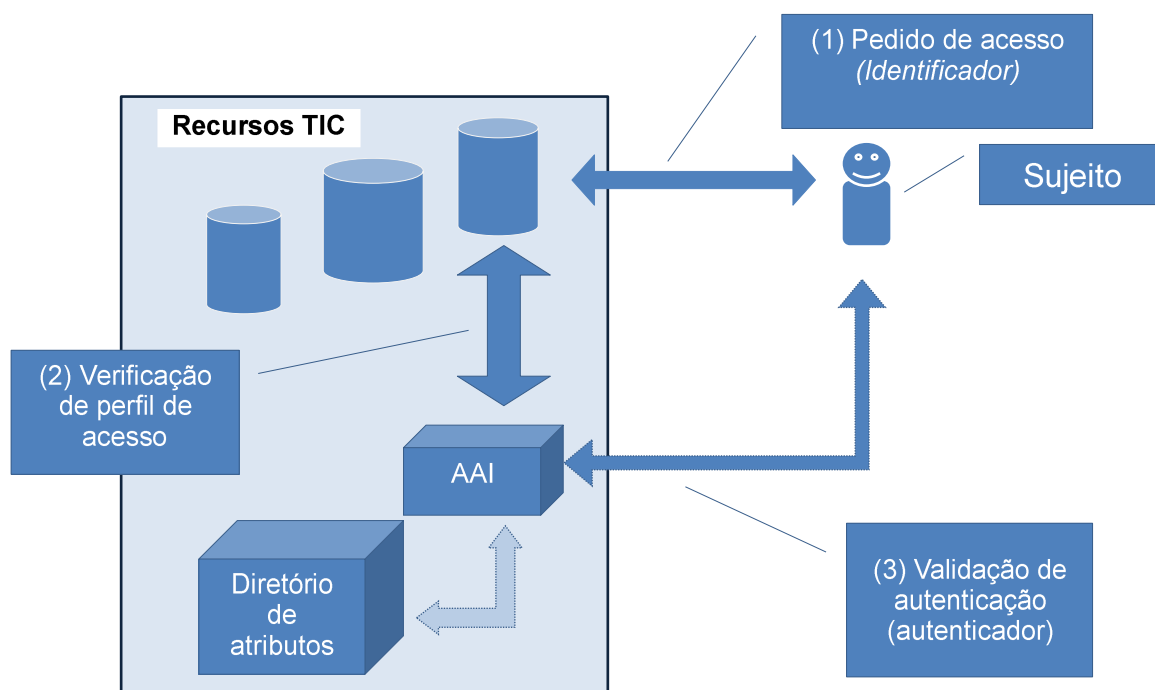 (1) Pedido de acesso
(Identificador)
Recursos TIC
Sujeito
(2) Verificação
de perfil de
acesso
AAI
Diretório
de
atributos
(3) Validação de
autenticação
(autenticador)